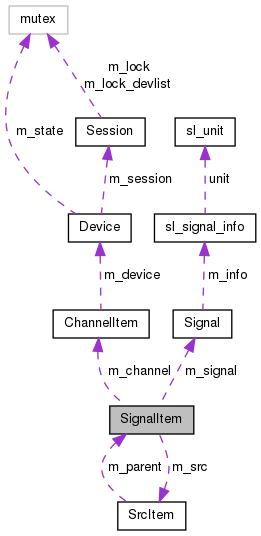 mutex
m_lock
m_lock_devlist
m_state
Session
sl_unit
m_session
unit
Device
sl_signal_info
m_device
m_info
ChannelItem
Signal
m_channel
m_signal
SignalItem
m_parent
m_src
SrcItem